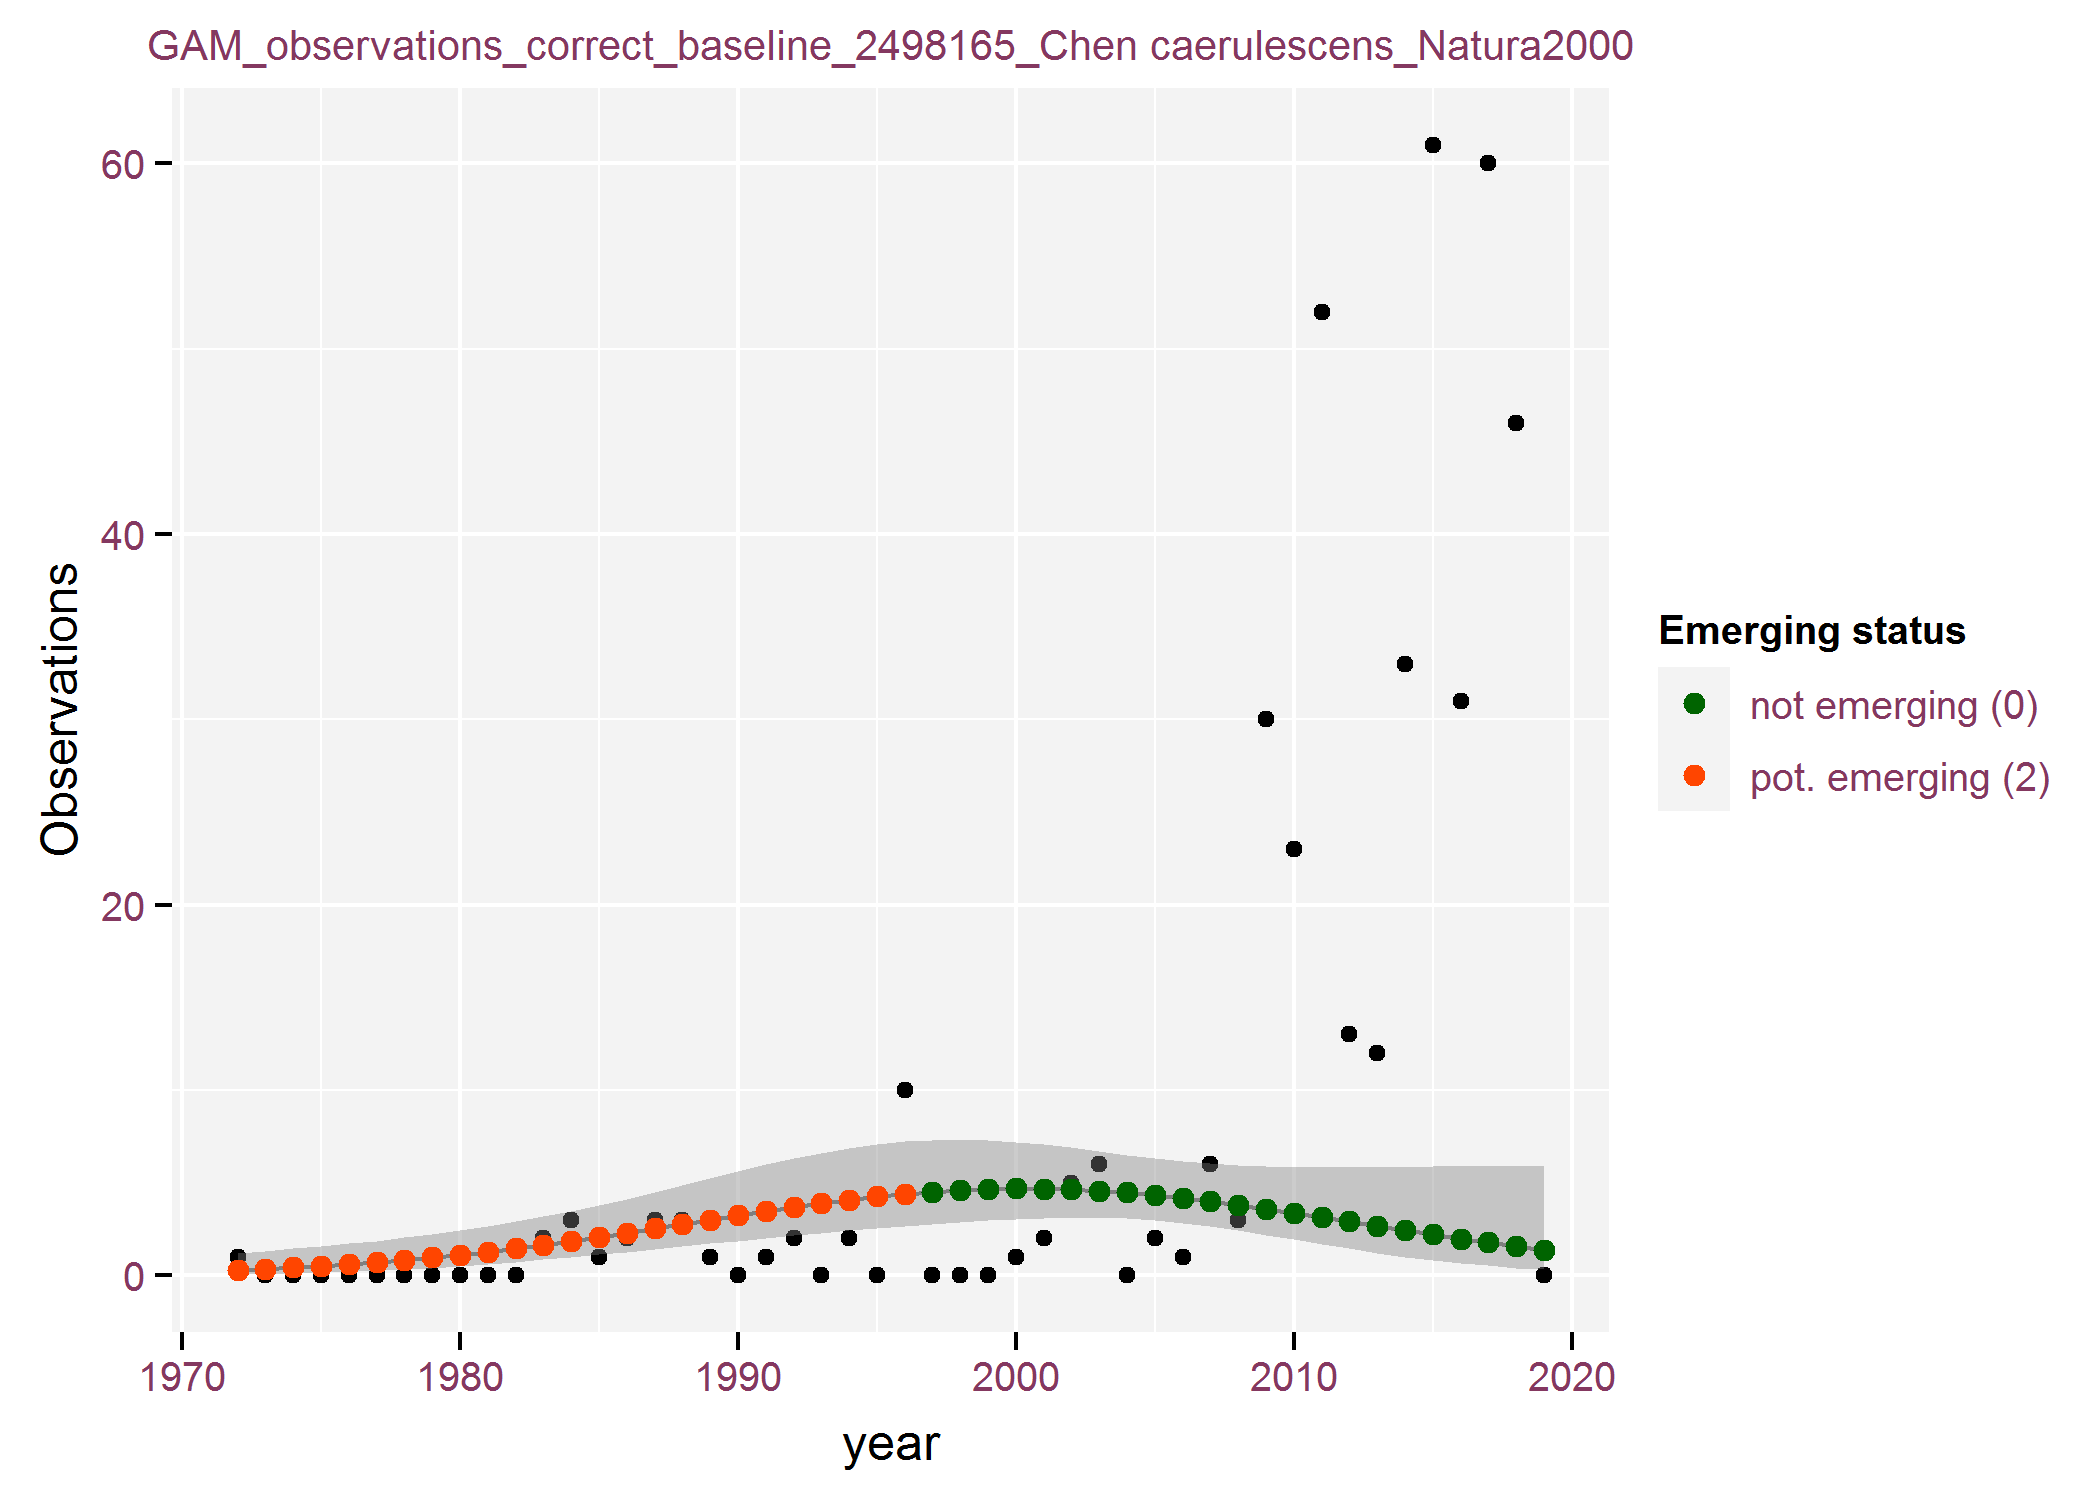 GAM_observations_correct_baseline_2498165_Chen caerulescens_Natura2000
60
40
20
0
Observations
1970 1980 1990 2000 2010 2020
year
Emerging status
not emerging (0)
pot. emerging (2)